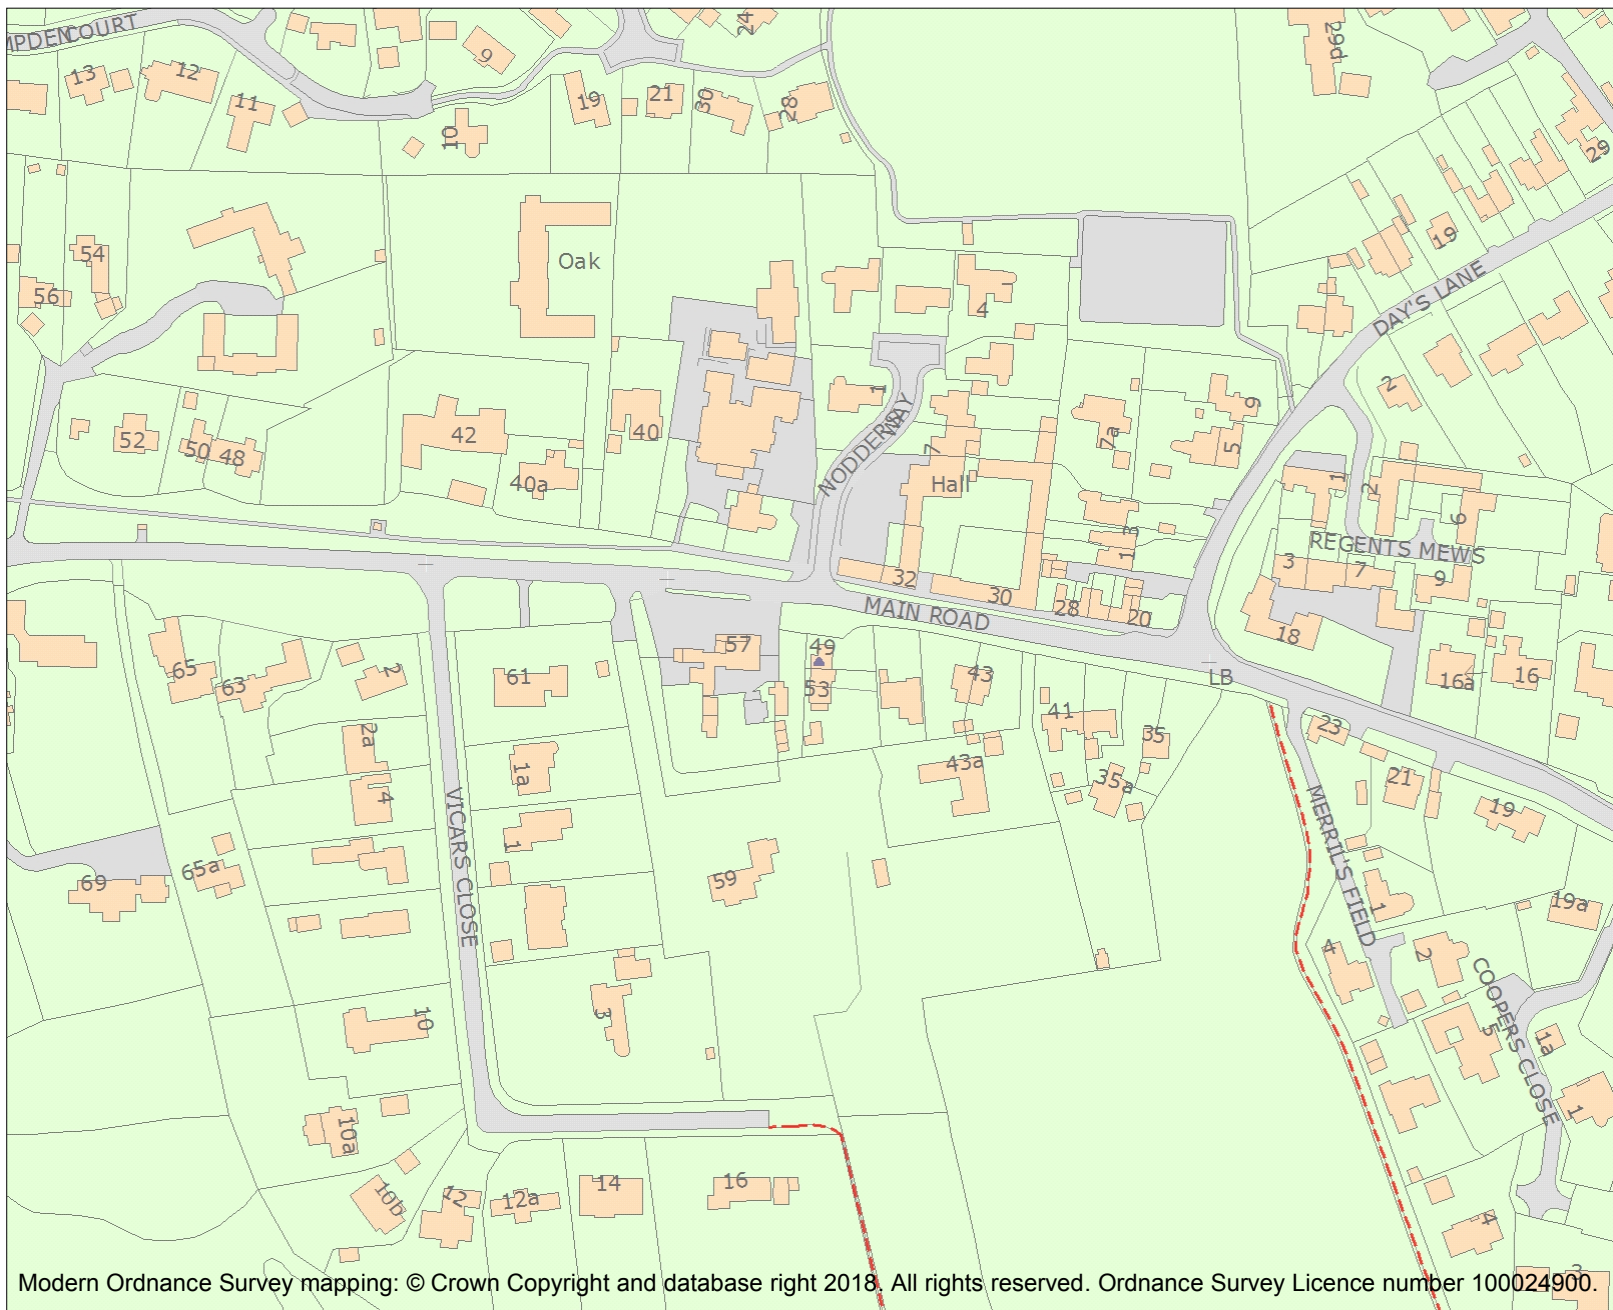 MPDEN COURT
24
26d
13
12
11
9
10
19
21
30
28
29
54
56
Oak
4
19
DAY'S LANE
2
52
50
48
42
40a
40
1
NODDERS WAY
7
Hall
7a
9
5
1
3
1
2
6
REGENTS MEWS
3
7
9
32
30
28
20
MAIN ROAD
18
16a
16
LB
65
63
2
61
57
49
53
43
41
35
35a
43a
23
21
19
2a
4
1a
1
VICARS CLOSE
MERRIL'S FIELD
69
65a
59
1
19a
4
2
COOPERS CLOSE
5
1a
1
10
3
10a
10b
12
12a
14
16
4
3
Modern Ordnance Survey mapping: © Crown Copyright and database right 2018. All rights reserved. Ordnance Survey Licence number 100024900.